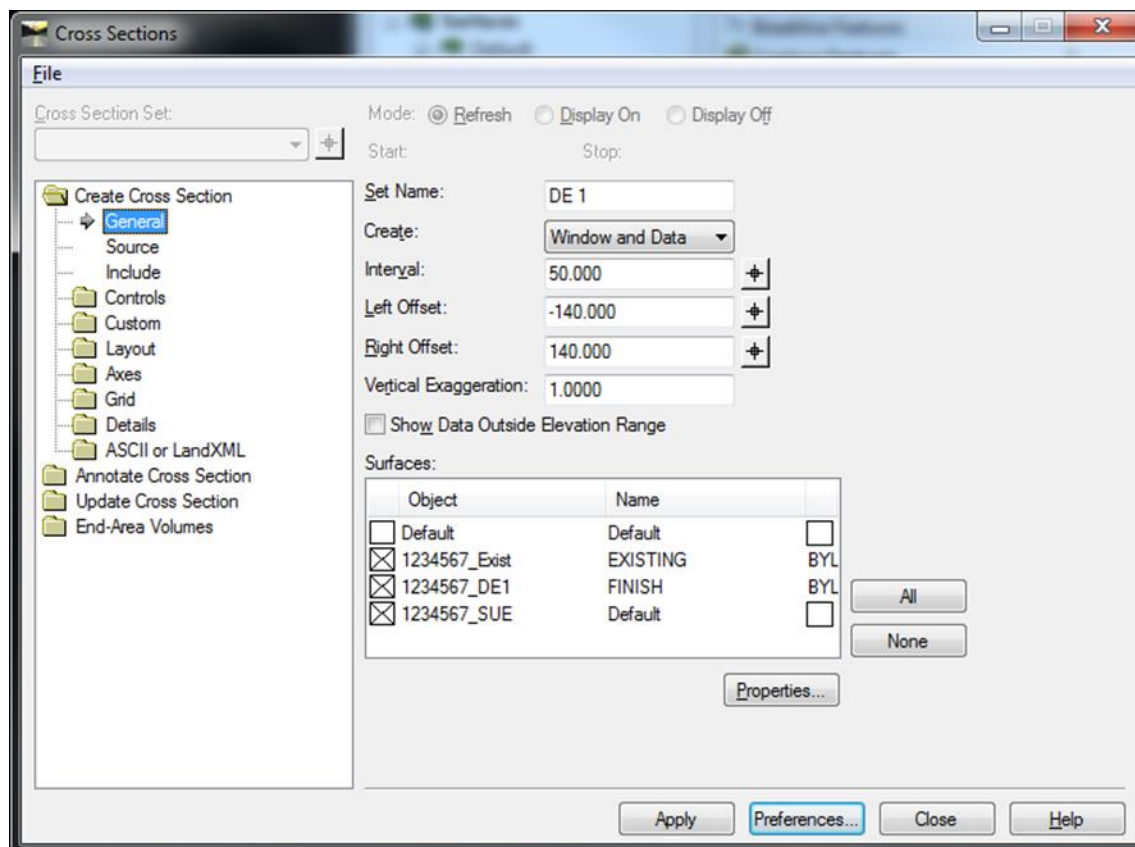 Cross Sections
File
Cross Section Set:
Mode: Refresh Display On Display Off
Start: Stop:
Create Cross Section
General
Source
Include
Controls
Custom
Layout
Axes
Grid
Details
ASCII or LandXML
Annotate Cross Section
Update Cross Section
End-Area Volumes
Set Name: DE 1
Create: Window and Data
Interval: 50.000
Left Offset: -140.000
Right Offset: 140.000
Vertical Exaggeration: 1.0000
Show Data Outside Elevation Range
Surfaces:
Object Name
Default Default
1234567_Exist EXISTING BYL
1234567_DE1 FINISH BYL
1234567_SUE Default
All
None
Properties...
Apply Preferences... Close Help